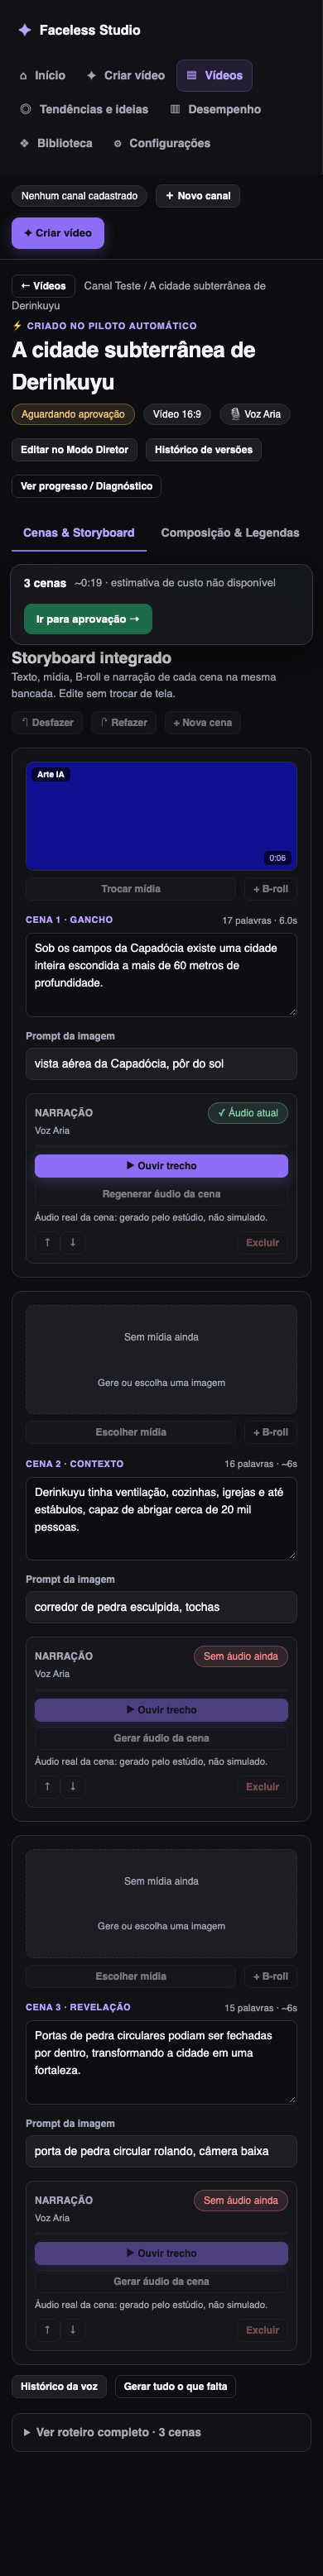 Faceless Studio
Início
Criar vídeo
Vídeos
Tendências e ideias
Desempenho
Biblioteca
Configurações
Nenhum canal cadastrado
+ Novo canal
✦ Criar vídeo
← Vídeos
Canal Teste / A cidade subterrânea de
Derinkuyu
⚡ CRIADO NO PILOTO AUTOMÁTICO
A cidade subterrânea de
Derinkuyu
Aguardando aprovação
Vídeo 16:9
🎙️ Voz Aria
Editar no Modo Diretor
Histórico de versões
Ver progresso / Diagnóstico
Cenas & Storyboard
Composição & Legendas
3 cenas
~0:19 · estimativa de custo não disponível
Ir para aprovação →
Storyboard integrado
Texto, mídia, B-roll e narração de cada cena na mesma
bancada. Edite sem trocar de tela.
Desfazer
Refazer
+ Nova cena
Arte IA
0:06
Trocar mídia
+ B-roll
CENA 1 · GANCHO
17 palavras · 6.0s
Sob os campos da Capadócia existe uma cidade
inteira escondida a mais de 60 metros de
profundidade.
Prompt da imagem
vista aérea da Capadócia, pôr do sol
NARRAÇÃO
✓ Áudio atual
Voz Aria
▶ Ouvir trecho
Regenerar áudio da cena
Áudio real da cena: gerado pelo estúdio, não simulado.
↑
↓
Excluir
Sem mídia ainda
Gere ou escolha uma imagem
Escolher mídia
+ B-roll
CENA 2 · CONTEXTO
16 palavras · ~6s
Derinkuyu tinha ventilação, cozinhas, igrejas e até
estábulos, capaz de abrigar cerca de 20 mil
pessoas.
Prompt da imagem
corredor de pedra esculpida, tochas
NARRAÇÃO
Sem áudio ainda
Voz Aria
▶ Ouvir trecho
Gerar áudio da cena
Áudio real da cena: gerado pelo estúdio, não simulado.
↑
↓
Excluir
Sem mídia ainda
Gere ou escolha uma imagem
Escolher mídia
+ B-roll
CENA 3 · REVELAÇÃO
15 palavras · ~6s
Portas de pedra circulares podiam ser fechadas
por dentro, transformando a cidade em uma
fortaleza.
Prompt da imagem
porta de pedra circular rolando, câmera baixa
NARRAÇÃO
Sem áudio ainda
Voz Aria
▶ Ouvir trecho
Gerar áudio da cena
Áudio real da cena: gerado pelo estúdio, não simulado.
↑
↓
Excluir
Histórico da voz
Gerar tudo o que falta
▶ Ver roteiro completo · 3 cenas